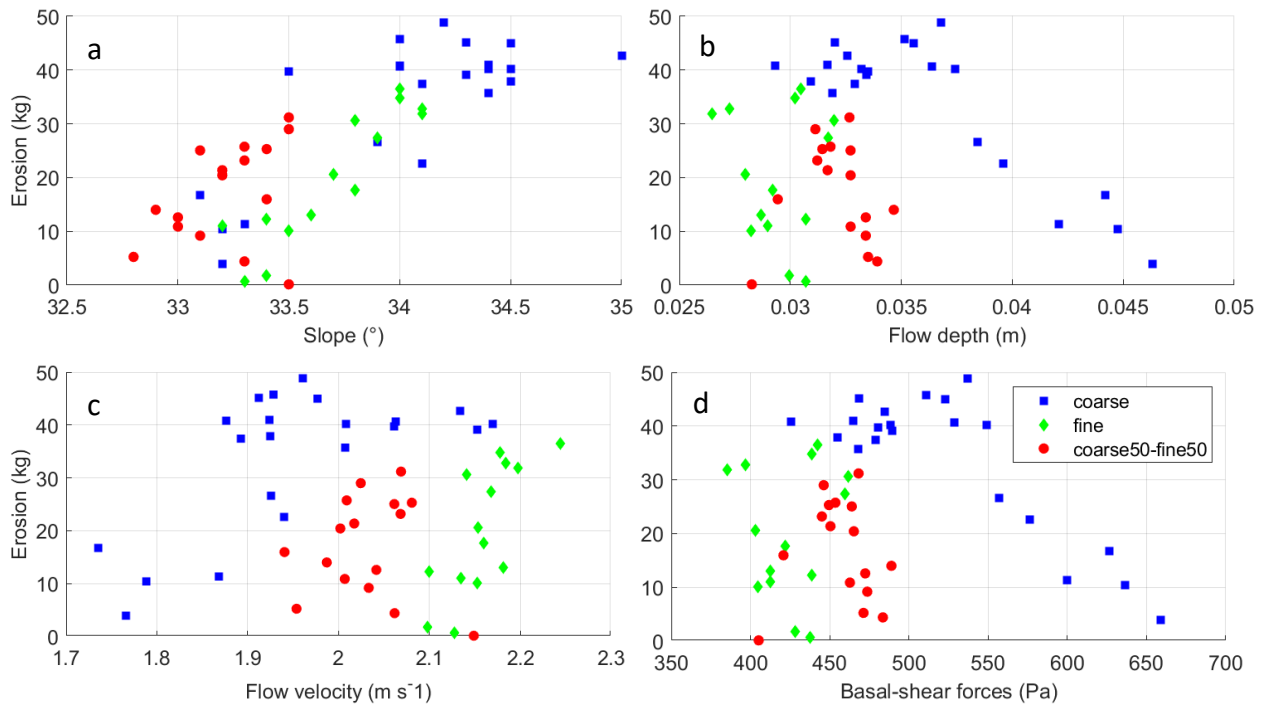 a
Erosion (kg)
50
40
30
20
10
0
32.5 33 33.5 34 34.5 35
Slope (°)
b
50
40
30
20
10
0
0.025 0.03 0.035 0.04 0.045 0.05
Flow depth (m)
c
Erosion (kg)
50
40
30
20
10
0
1.7 1.8 1.9 2 2.1 2.2 2.3
Flow velocity (m s-1)
d
50
40
30
20
10
0
350 400 450 500 550 600 650 700
Basal-shear forces (Pa)
coarse
fine
coarse50-fine50